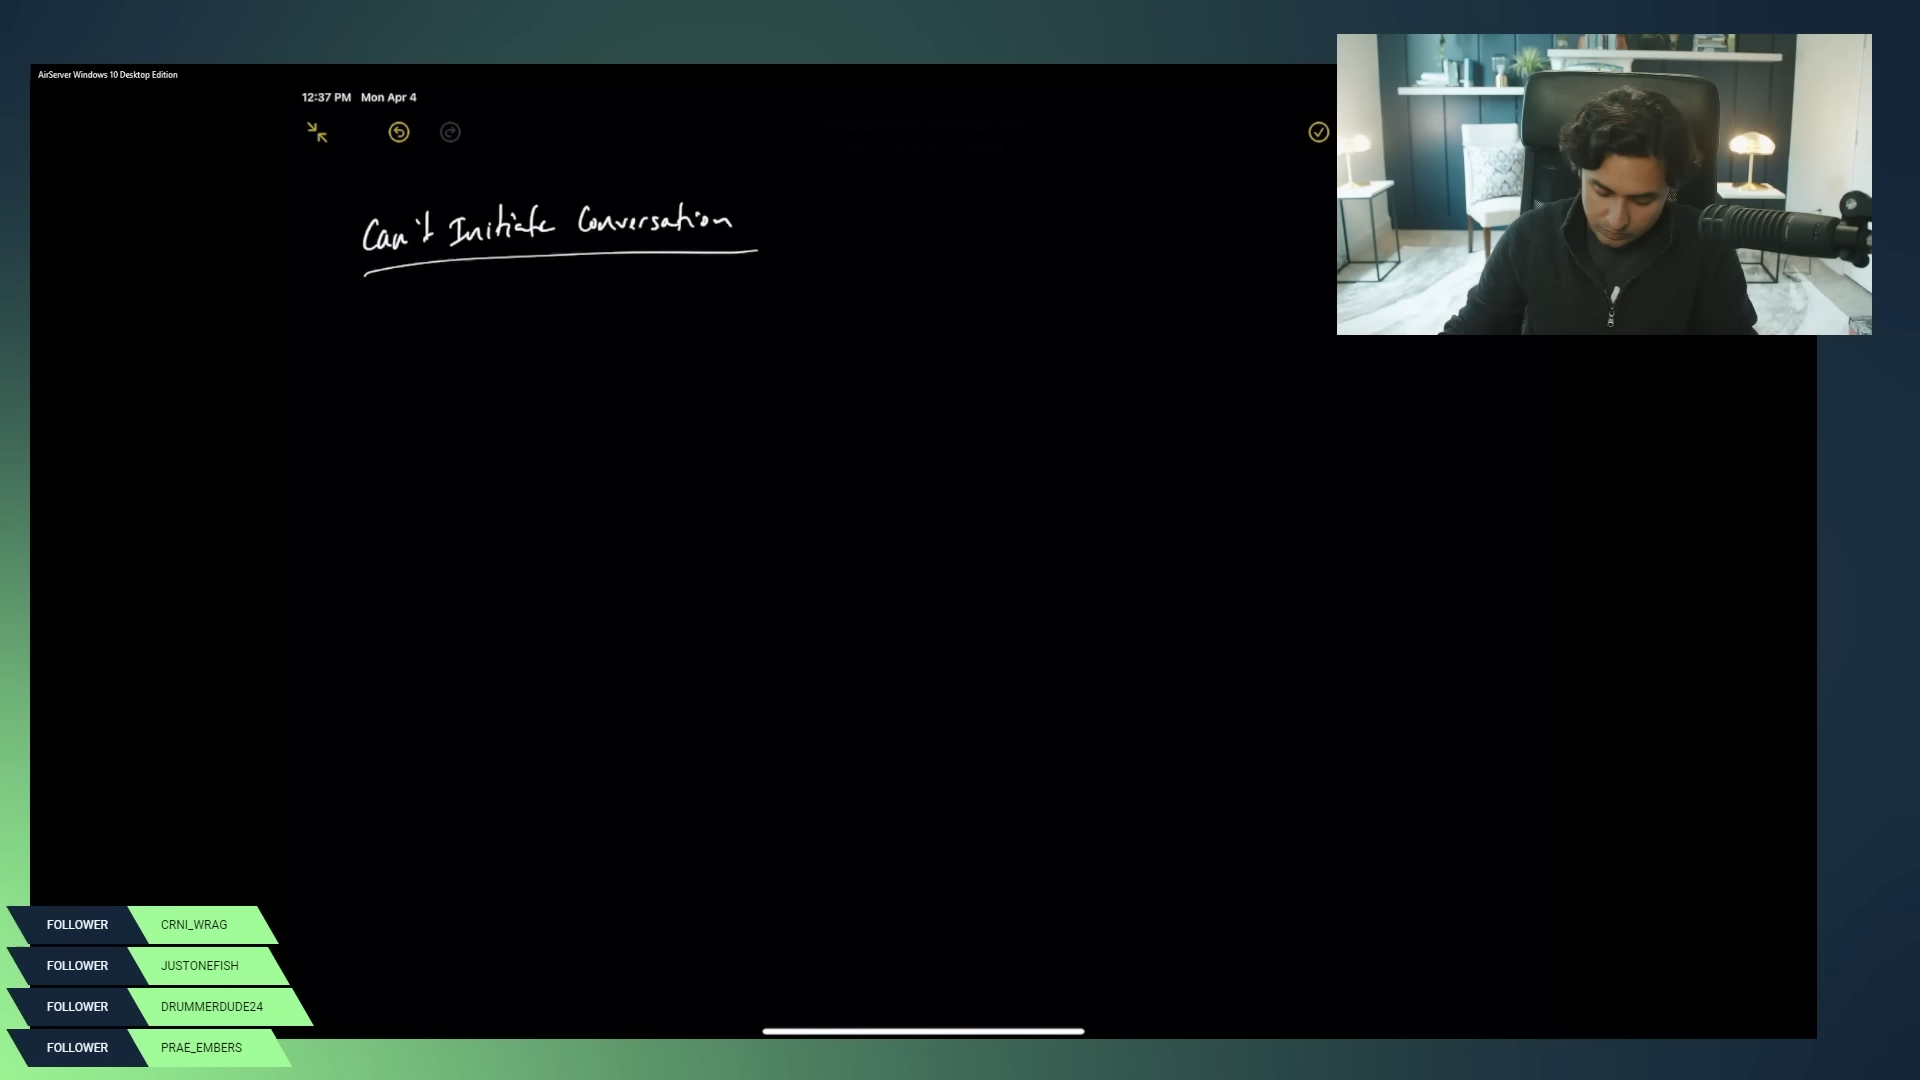 AirServer Windows 10 Desktop Edition
12:37 PM Mon Apr 4
Can't Initiate Conversation
FOLLOWER CRNI_WRAG
FOLLOWER JUSTONEFISH
FOLLOWER DRUMMERDUDE24
FOLLOWER PRAE_EMBERS